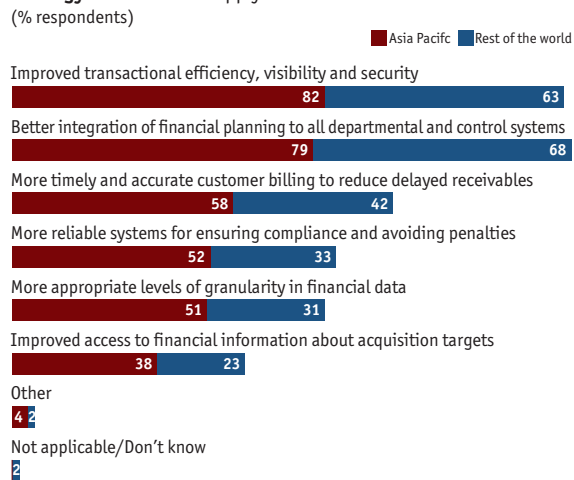 (% respondents)
Asia Pacifc Rest of the world
Improved transactional efficiency, visibility and security
82 63
Better integration of financial planning to all departmental and control systems
79 68
More timely and accurate customer billing to reduce delayed receivables
58 42
More reliable systems for ensuring compliance and avoiding penalties
52 33
More appropriate levels of granularity in financial data
51 31
Improved access to financial information about acquisition targets
38 23
Other
4 2
Not applicable/Don't know
2